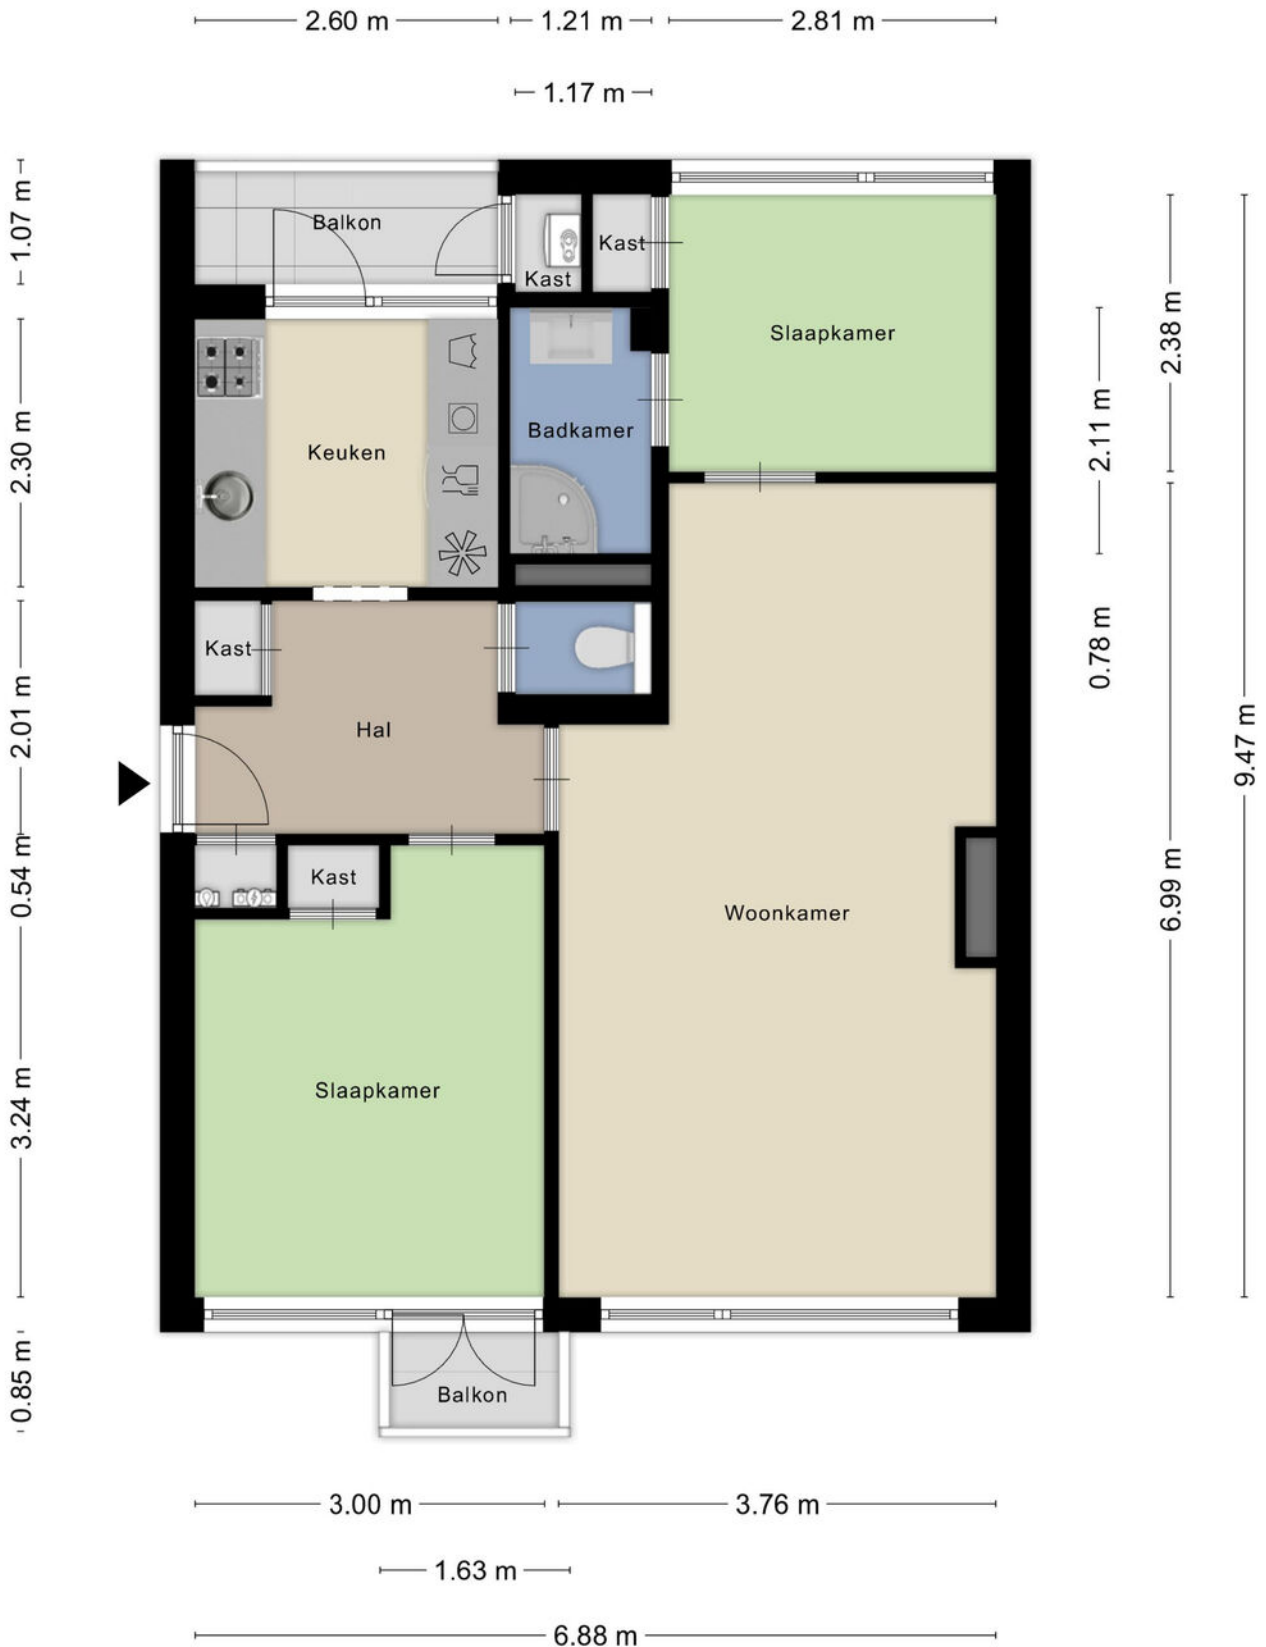 2.60 m
1.21 m
2.81 m
1.17 m
1.07 m
Balkon
Kast
Kast
Slaapkamer
2.38 m
2.30 m
Keuken
Badkamer
2.11 m
Kast
0.78 m
2.01 m
Hal
9.47 m
0.54 m
Kast
Woonkamer
6.99 m
3.24 m
Slaapkamer
0.85 m
Balkon
3.00 m
3.76 m
1.63 m
6.88 m